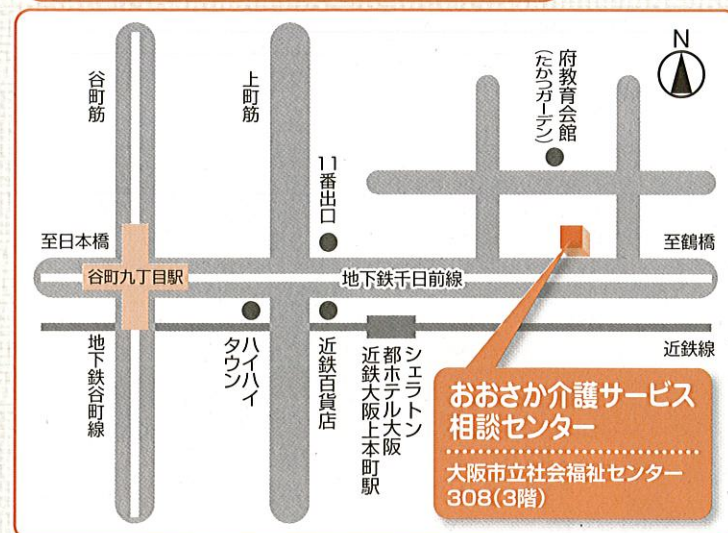 谷町筋
上町筋
11番出口
府教育会館
(たかつガーデン)
N
至日本橋
谷町九丁目駅
地下鉄千日前線
至鶴橋
地下鉄谷町線
ハイハイ
タウン
近鉄百貨店
シェラトン
都ホテル大阪
近鉄大阪上本町駅
近鉄線
おおさか介護サービス
相談センター
大阪市立社会福祉センター
308(3階)